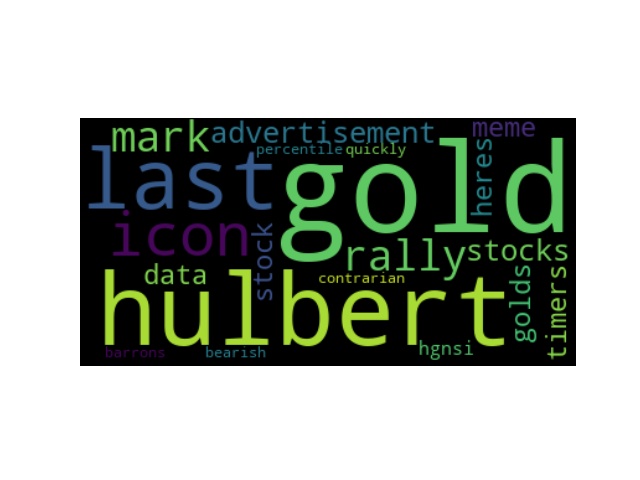 mark advertisement meme
percentile quickly
last gold heres
icon stock rally stocks
data contrarian golds timers
hulbert
barrons bearish hgnsi